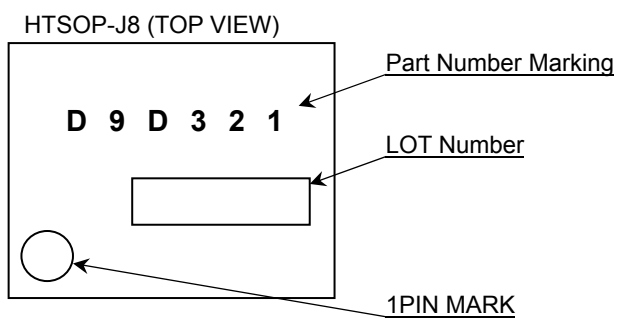 HTSOP-J8 (TOP VIEW)
Part Number Marking
D 9 D 3 2 1
LOT Number
1PIN MARK